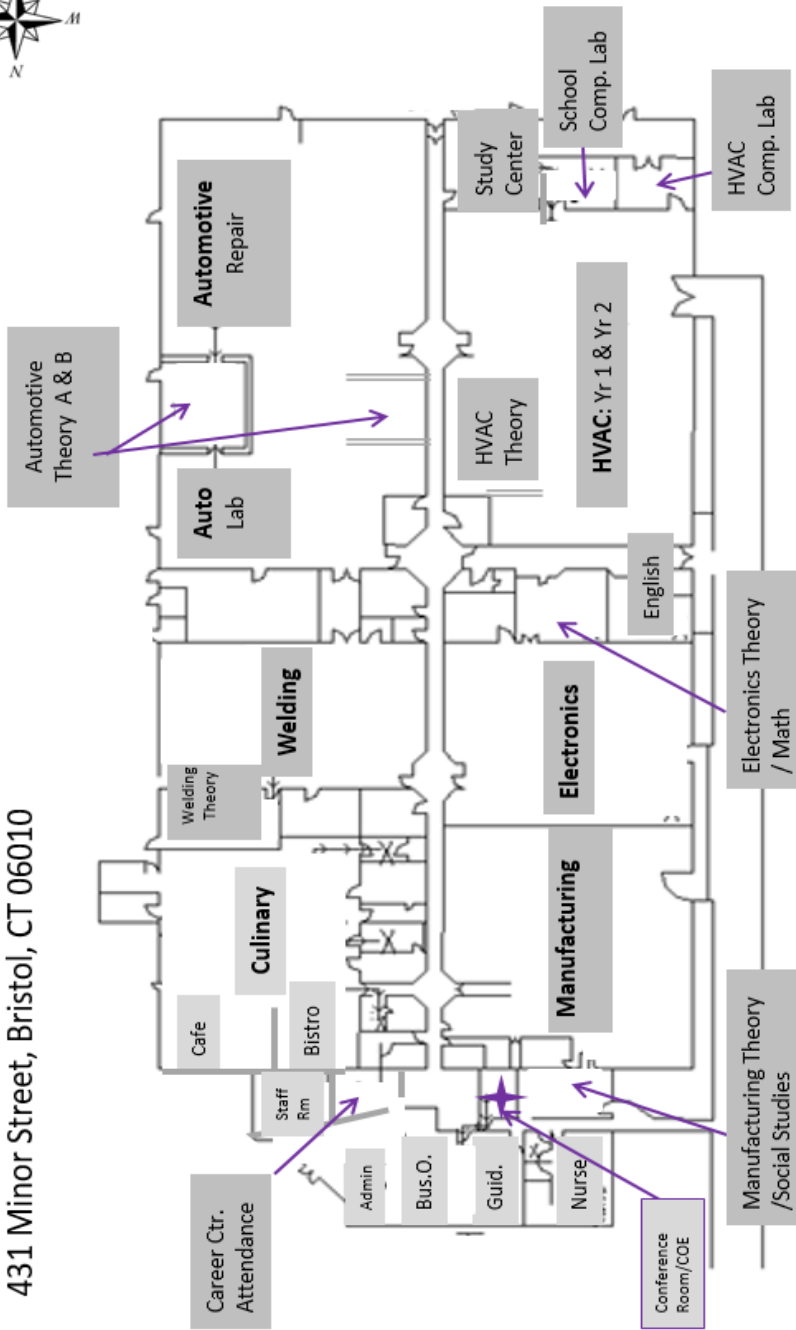 431 Minor Street, Bristol, CT 06010
N
W
Automotive
Theory A & B
Cafe
Welding
Theory
Automotive
Repair
Auto
Lab
Culinary
Welding
Staff
Rm
Bistro
Career Ctr.
Attendance
Admin
Bus.O.
Guid.
Nurse
HVAC
Theory
Study
Center
School
Comp. Lab
Manufacturing
Electronics
HVAC: Yr 1 & Yr 2
English
HVAC
Comp. Lab
Conference
Room/COE
Manufacturing Theory
/Social Studies
Electronics Theory
/ Math